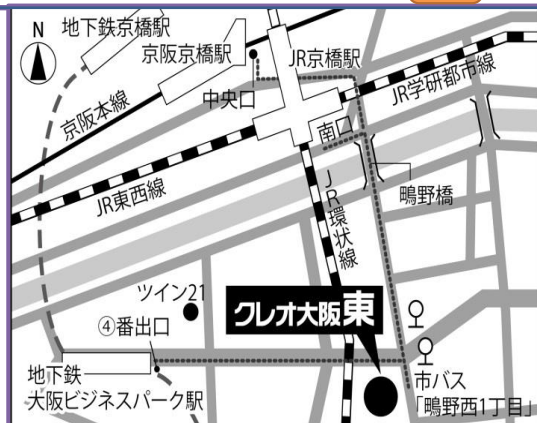 N
地下鉄京橋駅
京阪京橋駅
JR京橋駅
中央口
京阪本線
JR学研都市線
南口
JR東西線
JR環状線
鴫野橋
ツイン21
クレオ大阪東
④番出口
地下鉄
大阪ビジネスパーク駅
市バス
「鴫野西1丁目」